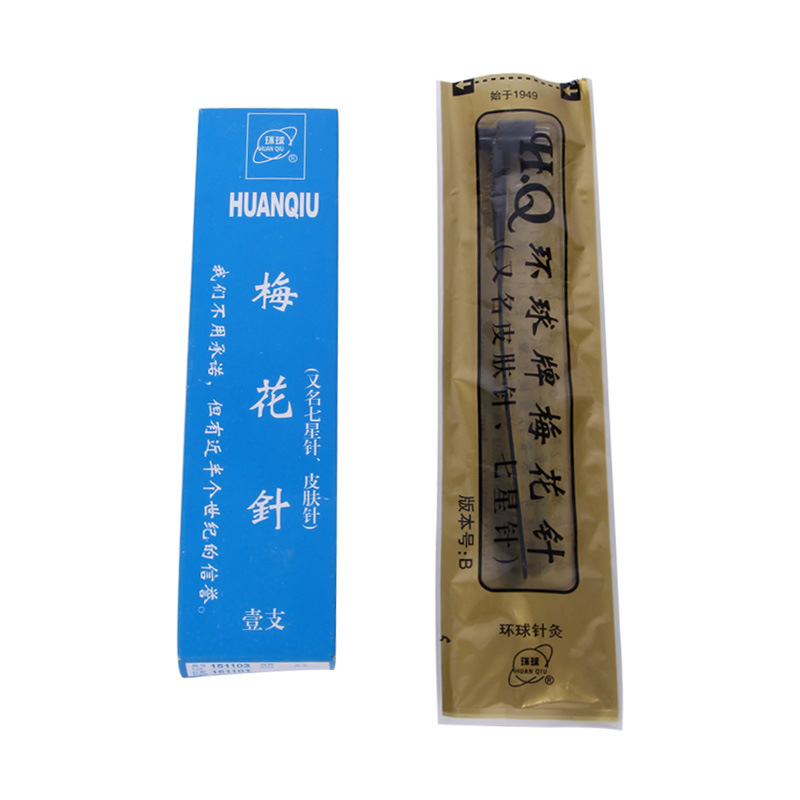 环球
HUAN QIU
®
HUANQIU
梅花針
(又名七星针、皮肤针)
我们不用承诺，但有近半个世纪的信誉。
壹支
151103
151101
始于1949
H.Q 环球牌梅花针
(又名皮肤针、七星针)
版本号:B
环球针灸
环球
HUAN QIU
®